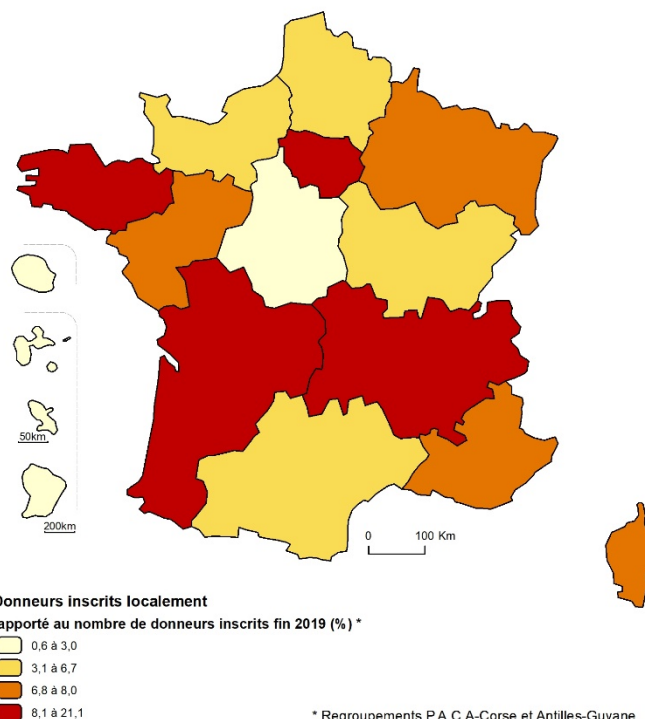 50km
200km
0 100 Km
Donneurs inscrits localement
apporté au nombre de donneurs inscrits fin 2019 (%) *
0,6 à 3,0
3,1 à 6,7
6,8 à 8,0
8,1 à 21,1
* Regroupements P.A.C.A-Corse et Antilles-Guyane